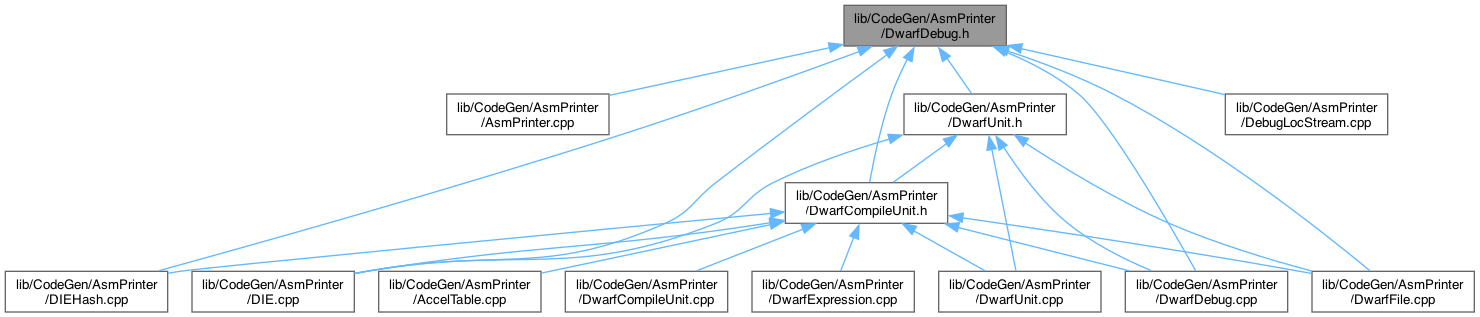 lib/CodeGen/AsmPrinter
/DwarfDebug.h
lib/CodeGen/AsmPrinter
/AsmPrinter.cpp
lib/CodeGen/AsmPrinter
/DwarfUnit.h
lib/CodeGen/AsmPrinter
/DebugLocStream.cpp
lib/CodeGen/AsmPrinter
/DwarfCompileUnit.h
lib/CodeGen/AsmPrinter
/DIEHash.cpp
lib/CodeGen/AsmPrinter
/DIE.cpp
lib/CodeGen/AsmPrinter
/AccelTable.cpp
lib/CodeGen/AsmPrinter
/DwarfCompileUnit.cpp
lib/CodeGen/AsmPrinter
/DwarfExpression.cpp
lib/CodeGen/AsmPrinter
/DwarfUnit.cpp
lib/CodeGen/AsmPrinter
/DwarfDebug.cpp
lib/CodeGen/AsmPrinter
/DwarfFile.cpp